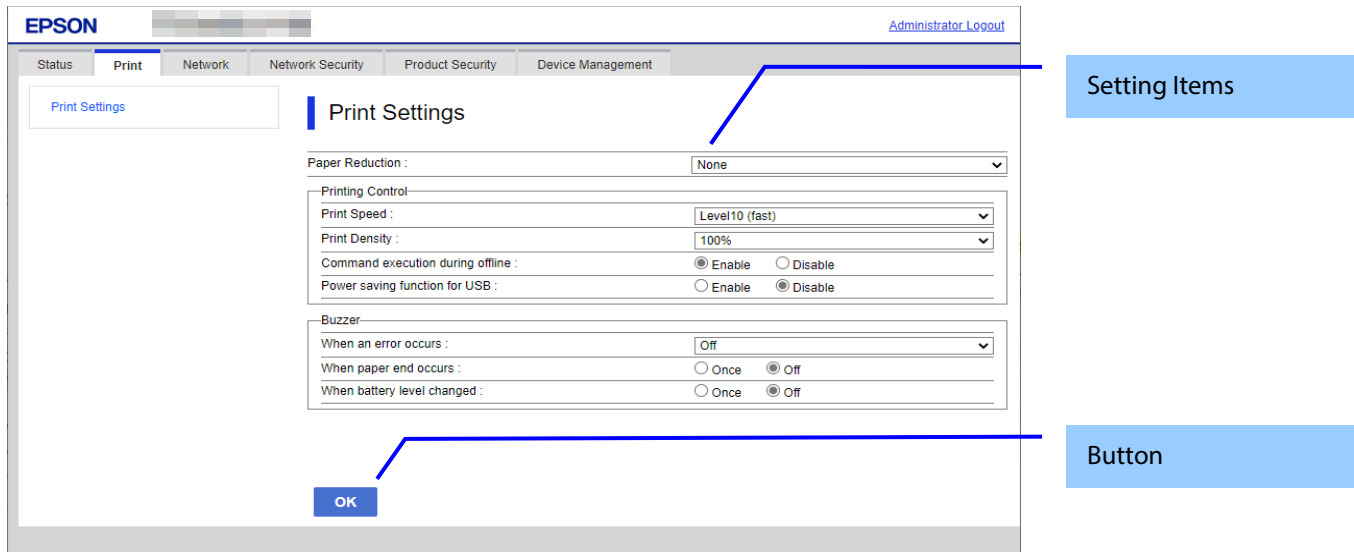 EPSON Administrator Logout
Status Print Network Network Security Product Security Device Management
Setting Items
Print Settings
Print Settings
Paper Reduction : None
Printing Control
Print Speed : Level10 (fast)
Print Density : 100%
Command execution during offline : Enable Disable
Power saving function for USB : Enable Disable
Buzzer
When an error occurs : Off
When paper end occurs : Once Off
When battery level changed : Once Off
Button
OK